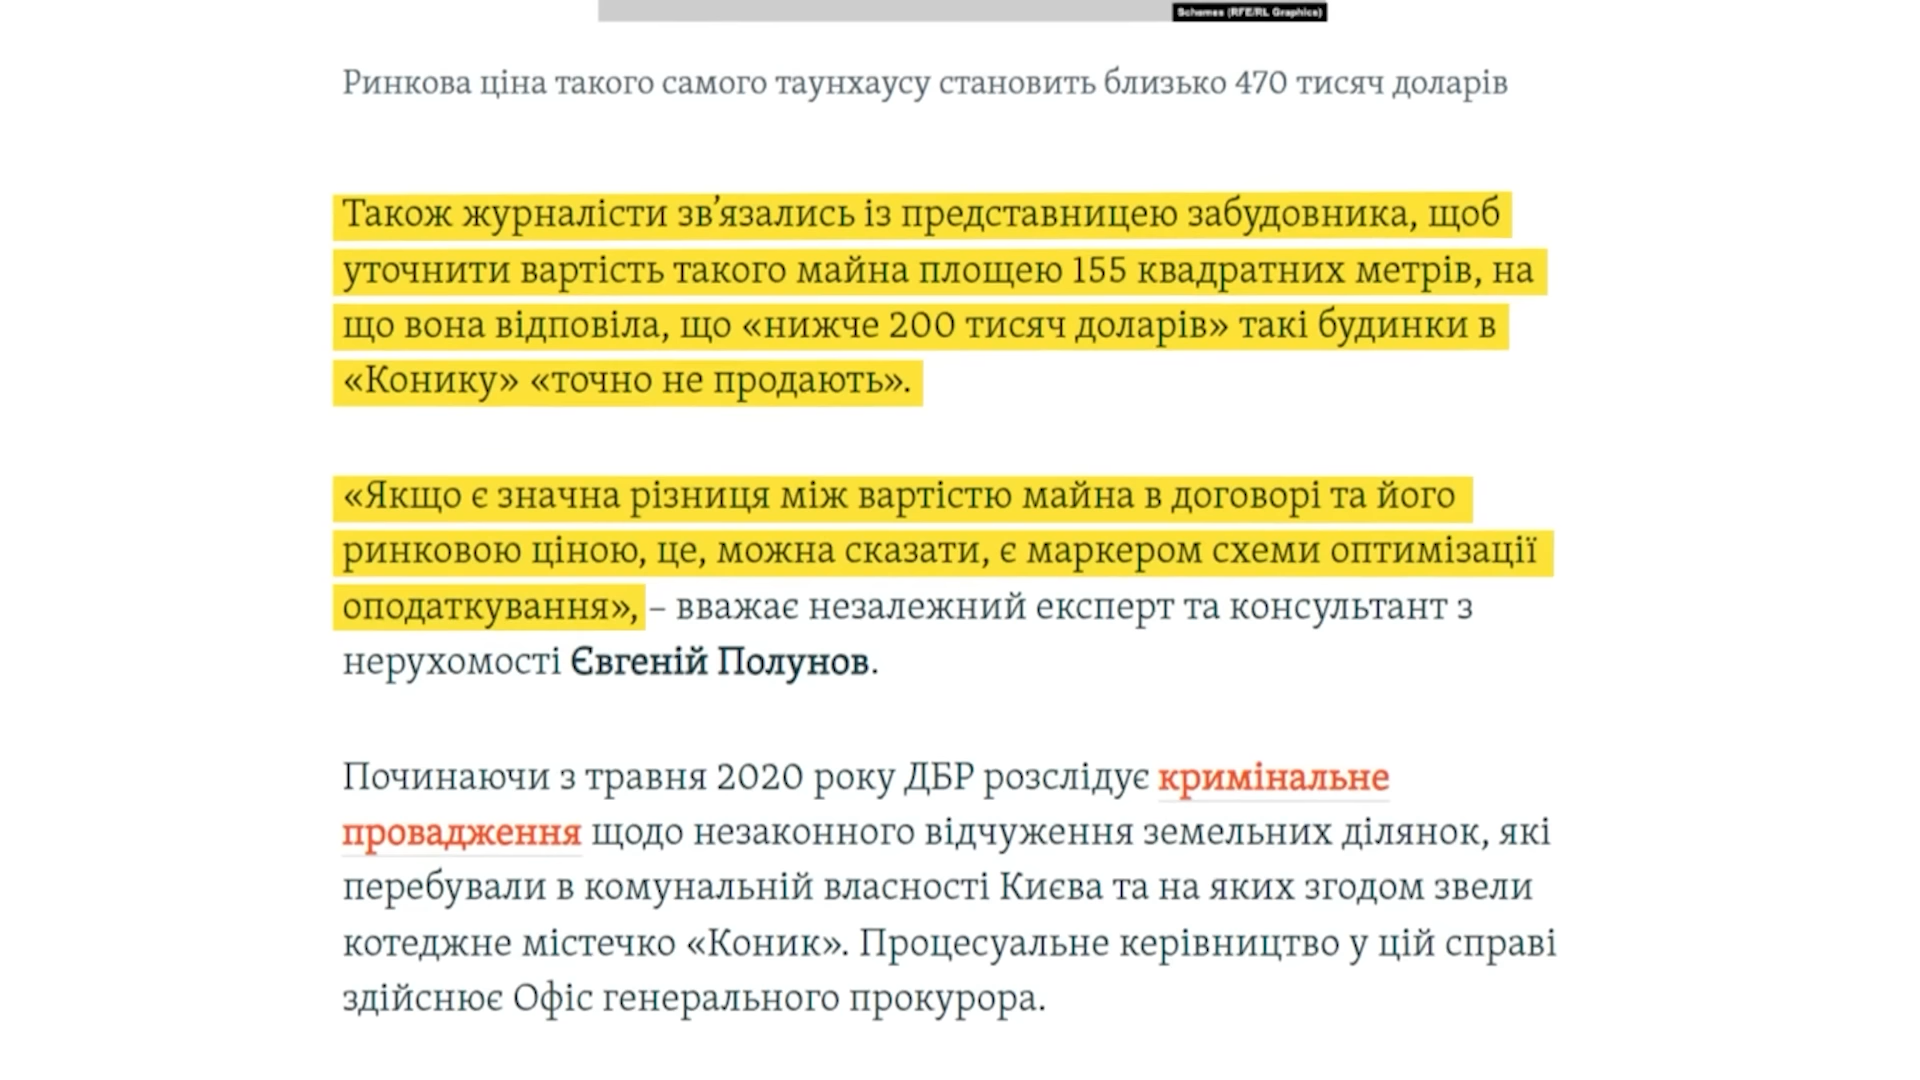 Schemes (RFE/RL Graphics)
Ринкова ціна такого самого таунхаусу становить близько 470 тисяч доларів
Також журналісти зв’язались із представницею забудовника, щоб
уточнити вартість такого майна площею 155 квадратних метрів, на
що вона відповіла, що «нижче 200 тисяч доларів» такі будинки в
«Конику» «точно не продають».
«Якщо є значна різниця між вартістю майна в договорі та його
ринковою ціною, це, можна сказати, є маркером схеми оптимізації
оподаткування», – вважає незалежний експерт та консультант з
нерухомості Євгеній Полунов.
Починаючи з травня 2020 року ДБР розслідує кримінальне
провадження щодо незаконного відчуження земельних ділянок, які
перебували в комунальній власності Києва та на яких згодом звели
котеджне містечко «Коник». Процесуальне керівництво у цій справі
здійснює Офіс генерального прокурора.